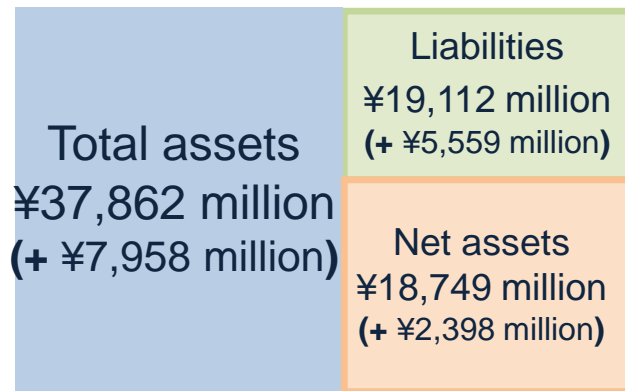 Total assets
¥37,862 million
(+ ¥7,958 million)
Liabilities
¥19,112 million
(+ ¥5,559 million)
Net assets
¥18,749 million
(+ ¥2,398 million)